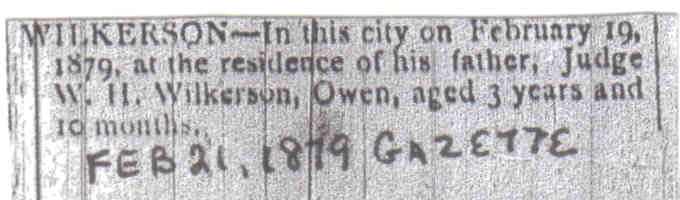 WILKERSON—In this city on February 19,
1879, at the residence of his father, Judge
W. H. Wilkerson, Owen, aged 3 years and
10 months.
FEB 21, 1879 GAZETTE